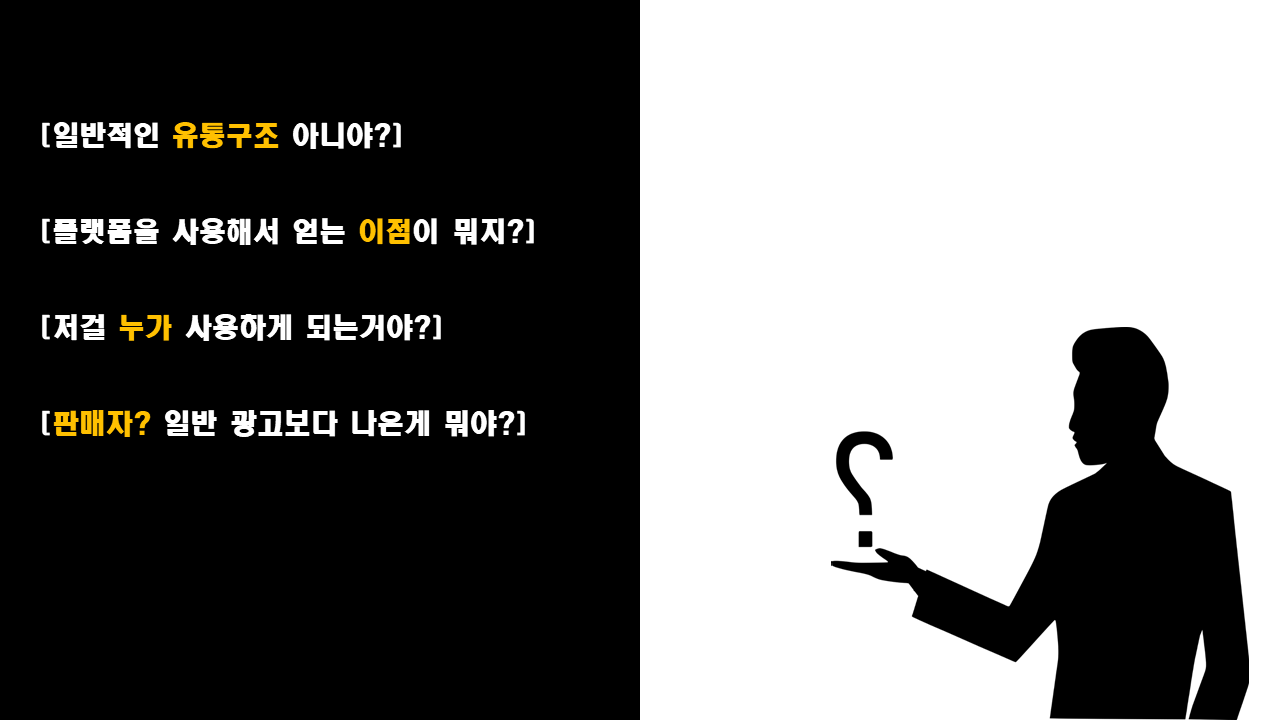 [일반적인 유통구조 아니야?]
[플랫폼을 사용해서 얻는 이점이 뭐지?]
[저걸 누가 사용하게 되는거야?]
[판매자? 일반 광고보다 나은게 뭐야?]
?